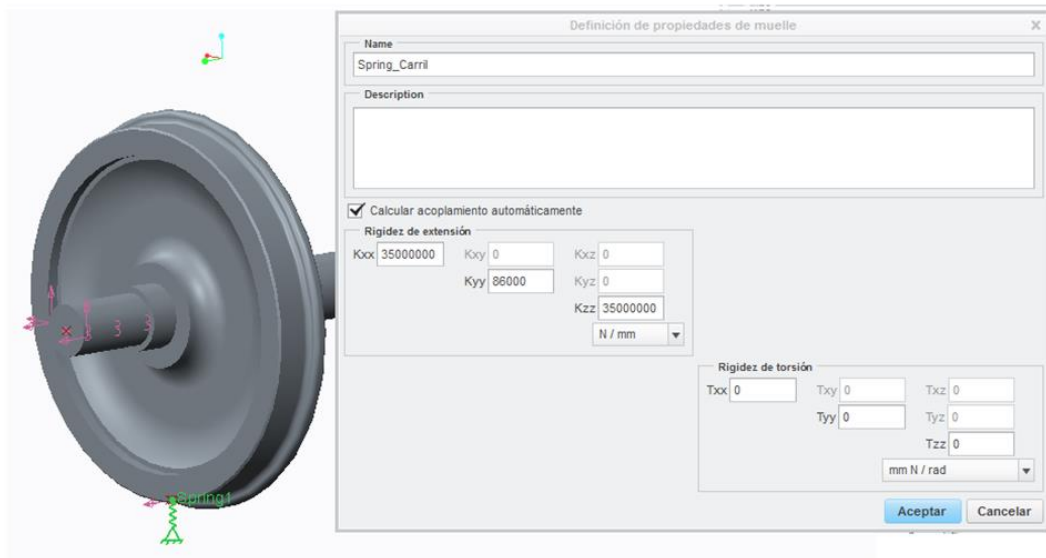 Definición de propiedades de muelle X
Name
Spring_Carril
Description
Calcular acoplamiento automáticamente
Rigidez de extensión
Kxx 35000000 Kxy 0 Kxz 0
Kyy 86000 Kyz 0
Kzz 35000000
N / mm
Rigidez de torsión
Txx 0 Txy 0 Txz 0
Tyy 0 Tyz 0
Tzz 0
mm N / rad
Spring1
Aceptar Cancelar